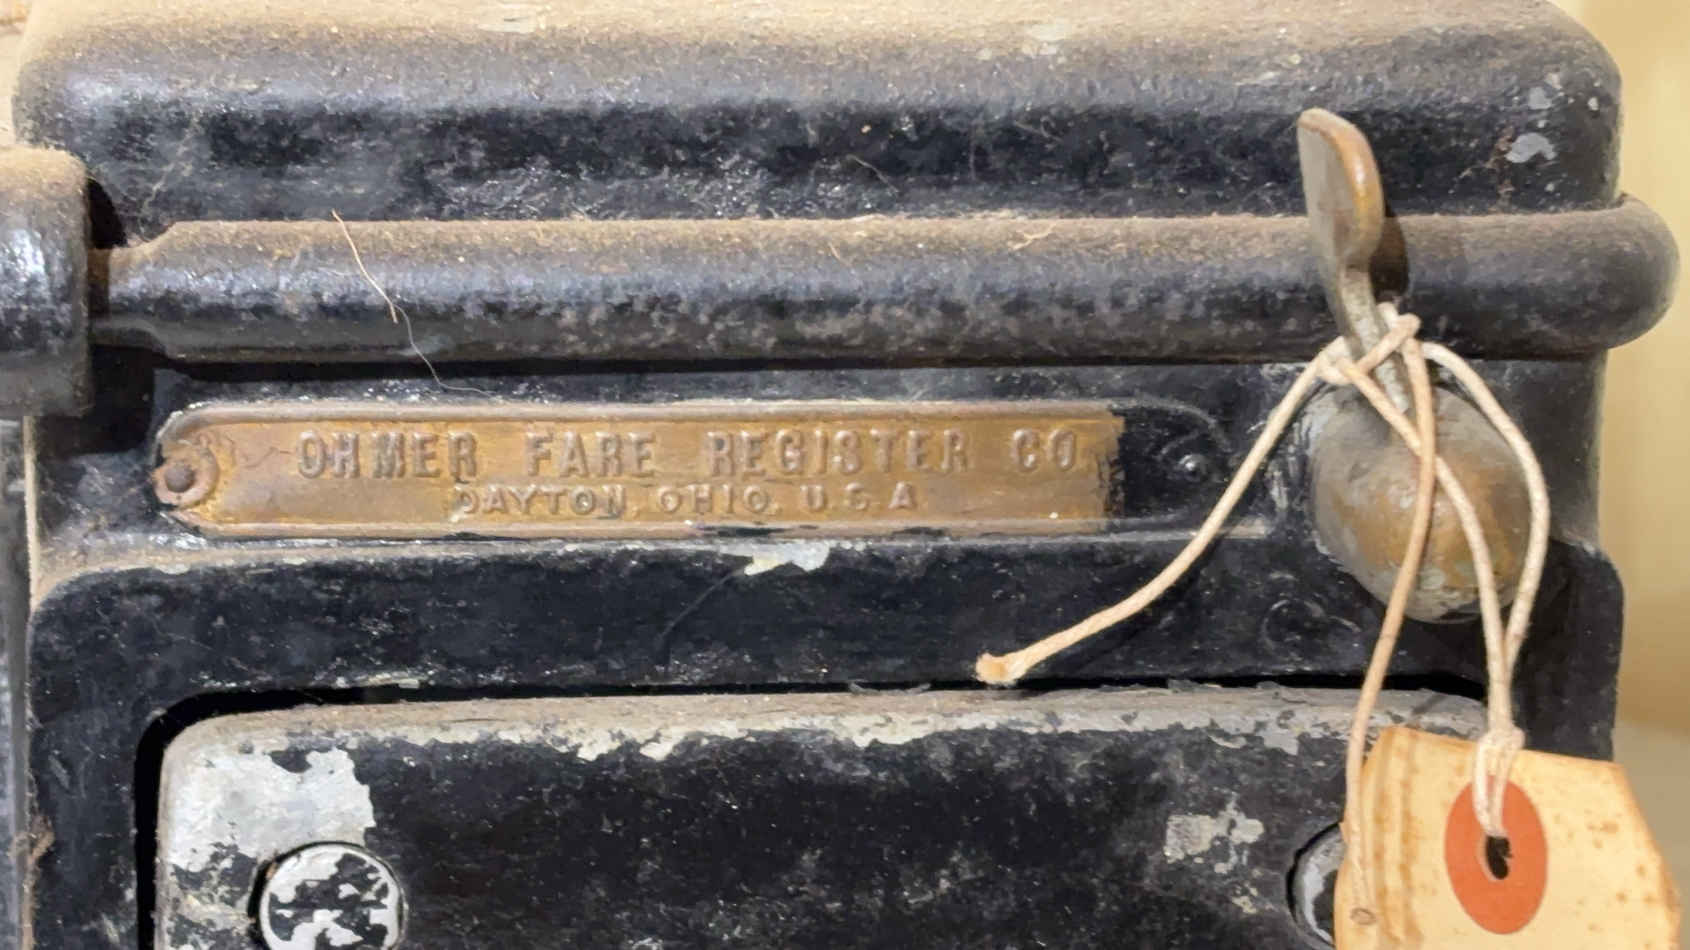 OHMER FARE REGISTER CO
DAYTON, OHIO, U.S.A.